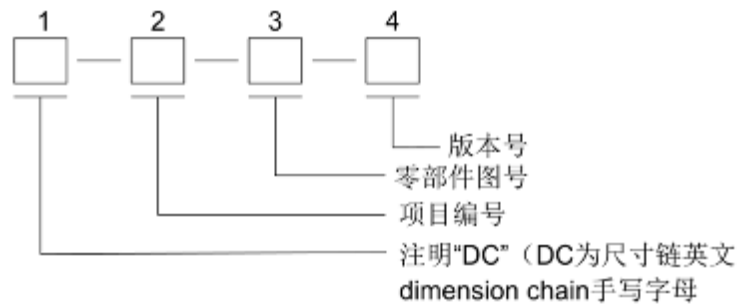 1 2 3 4
版本号
零部件图号
项目编号
注明“DC”（DC为尺寸链英文
dimension chain手写字母